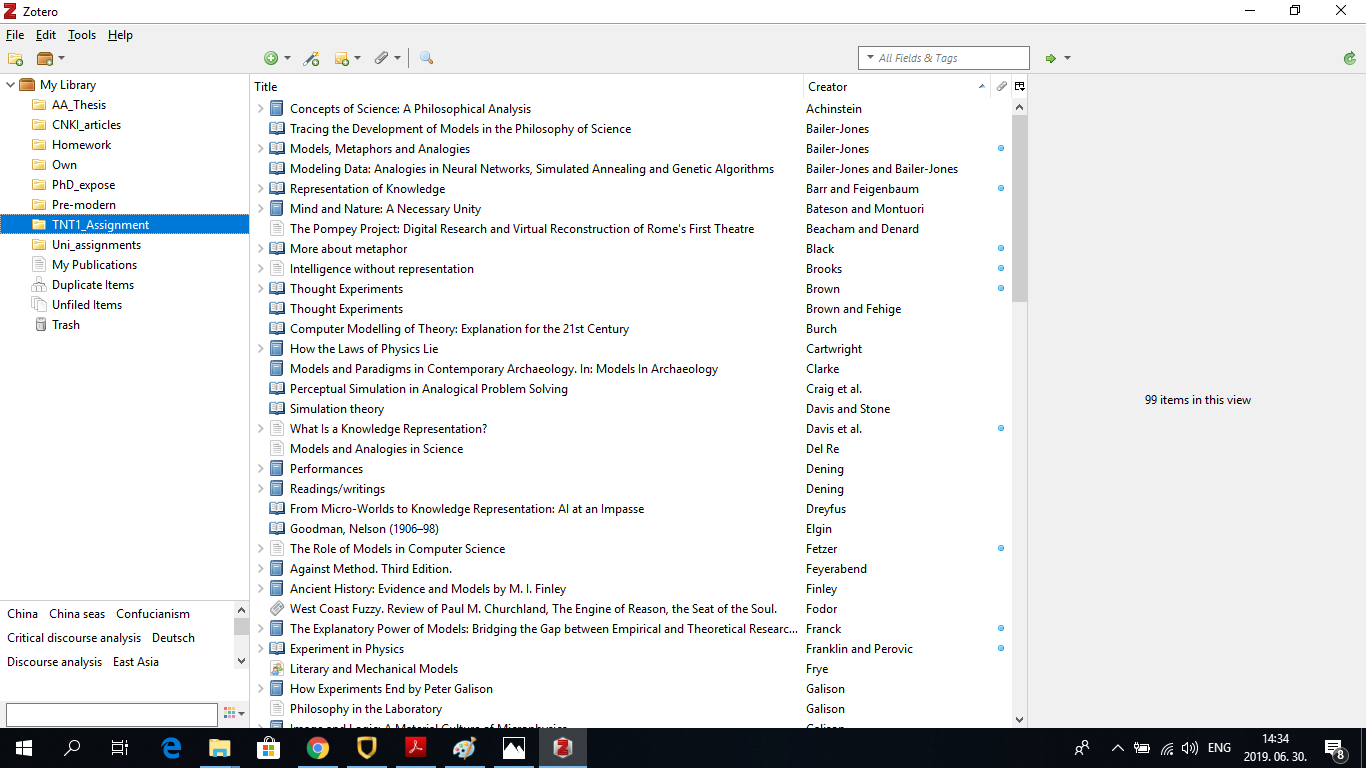 Zotero
File Edit Tools Help
All Fields & Tags
My Library
AA_Thesis
CNKI_articles
Homework
Own
PhD_expose
Pre-modern
TNT1_Assignment
Uni_assignments
My Publications
Duplicate Items
Unfiled Items
Trash
China China seas Confucianism
Critical discourse analysis Deutsch
Discourse analysis East Asia
Title Creator
Concepts of Science: A Philosophical Analysis Achinstein
Tracing the Development of Models in the Philosophy of Science Bailer-Jones
Models, Metaphors and Analogies Bailer-Jones
Modeling Data: Analogies in Neural Networks, Simulated Annealing and Genetic Algorithms Bailer-Jones and Bailer-Jones
Representation of Knowledge Barr and Feigenbaum
Mind and Nature: A Necessary Unity Bateson and Montuori
The Pompey Project: Digital Research and Virtual Reconstruction of Rome's First Theatre Beacham and Denard
More about metaphor Black
Intelligence without representation Brooks
Thought Experiments Brown
Thought Experiments Brown and Fehige
Computer Modelling of Theory: Explanation for the 21st Century Burch
How the Laws of Physics Lie Cartwright
Models and Paradigms in Contemporary Archaeology. In: Models In Archaeology Clarke
Perceptual Simulation in Analogical Problem Solving Craig et al.
Simulation theory Davis and Stone
What Is a Knowledge Representation? Davis et al.
Models and Analogies in Science Del Re
Performances Dening
Readings/writings Dening
From Micro-Worlds to Knowledge Representation: AI at an Impasse Dreyfus
Goodman, Nelson (1906–98) Elgin
The Role of Models in Computer Science Fetzer
Against Method. Third Edition. Feyerabend
Ancient History: Evidence and Models by M. I. Finley Finley
West Coast Fuzzy. Review of Paul M. Churchland, The Engine of Reason, the Seat of the Soul. Fodor
The Explanatory Power of Models: Bridging the Gap between Empirical and Theoretical Researc... Franck
Experiment in Physics Franklin and Perovic
Literary and Mechanical Models Frye
How Experiments End by Peter Galison Galison
Philosophy in the Laboratory Galison
Image and Logic: A Material Culture of Microphysics Galison
99 items in this view
ENG
14:34
2019. 06. 30.
8